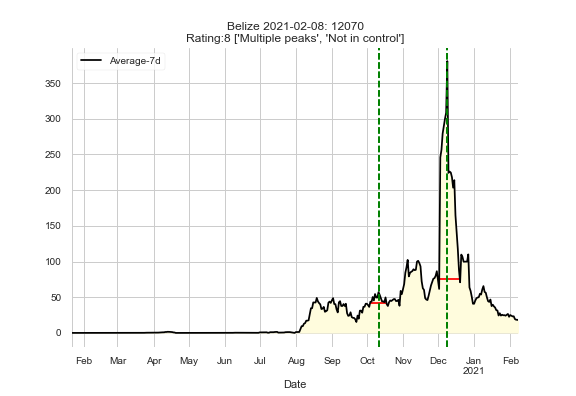 Belize 2021-02-08: 12070
Rating:8 ['Multiple peaks', 'Not in control']
Average-7d
350
300
250
200
150
100
50
0
Feb Mar Apr May Jun Jul Aug Sep Oct Nov Dec Jan Feb
2021
Date